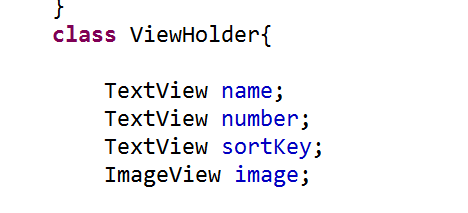 }
class ViewHolder{
TextView name;
TextView number;
TextView sortKey;
ImageView image;